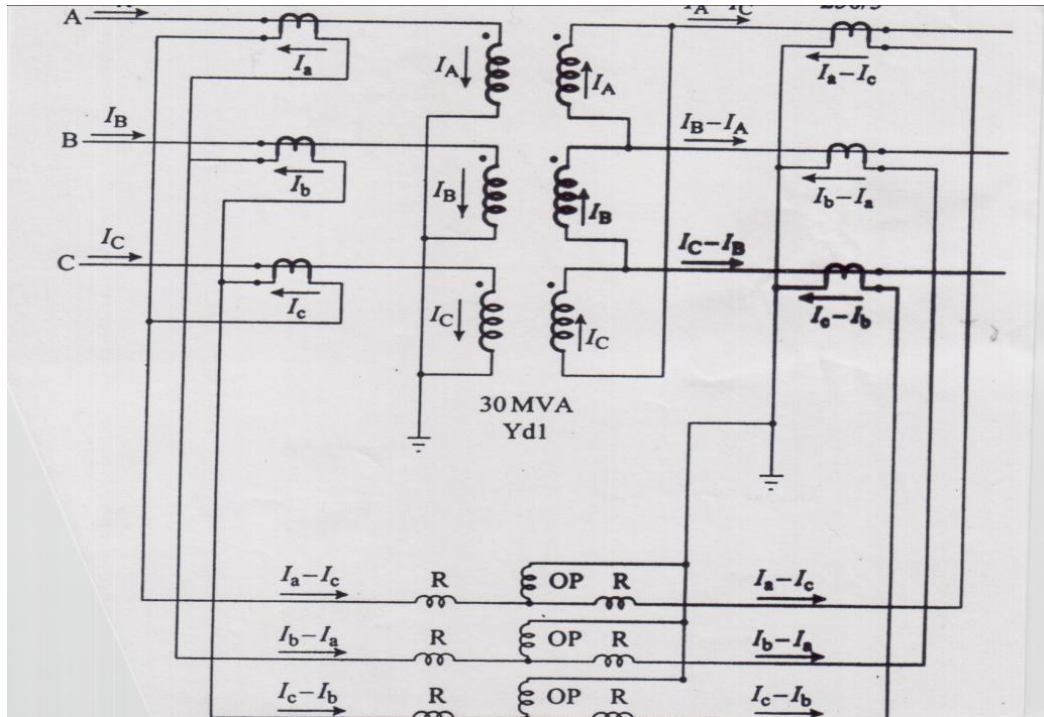 A
I_a
I_A
I_A
I_a–I_c
B
I_B
I_b
I_B
I_B
I_B–I_A
I_b–I_a
C
I_C
I_c
I_C
I_C
I_C–I_B
I_c–I_b
30 MVA
Yd1
I_a–I_c R OP R I_a–I_c
I_b–I_a R OP R I_b–I_a
I_c–I_b R OP R I_c–I_b